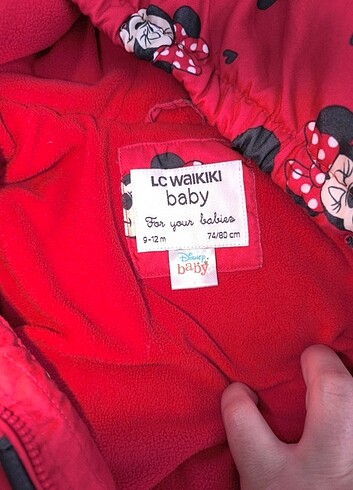 LC WAIKIKI
baby
For your babies
9-12 m 74/80 cm
Disney
baby